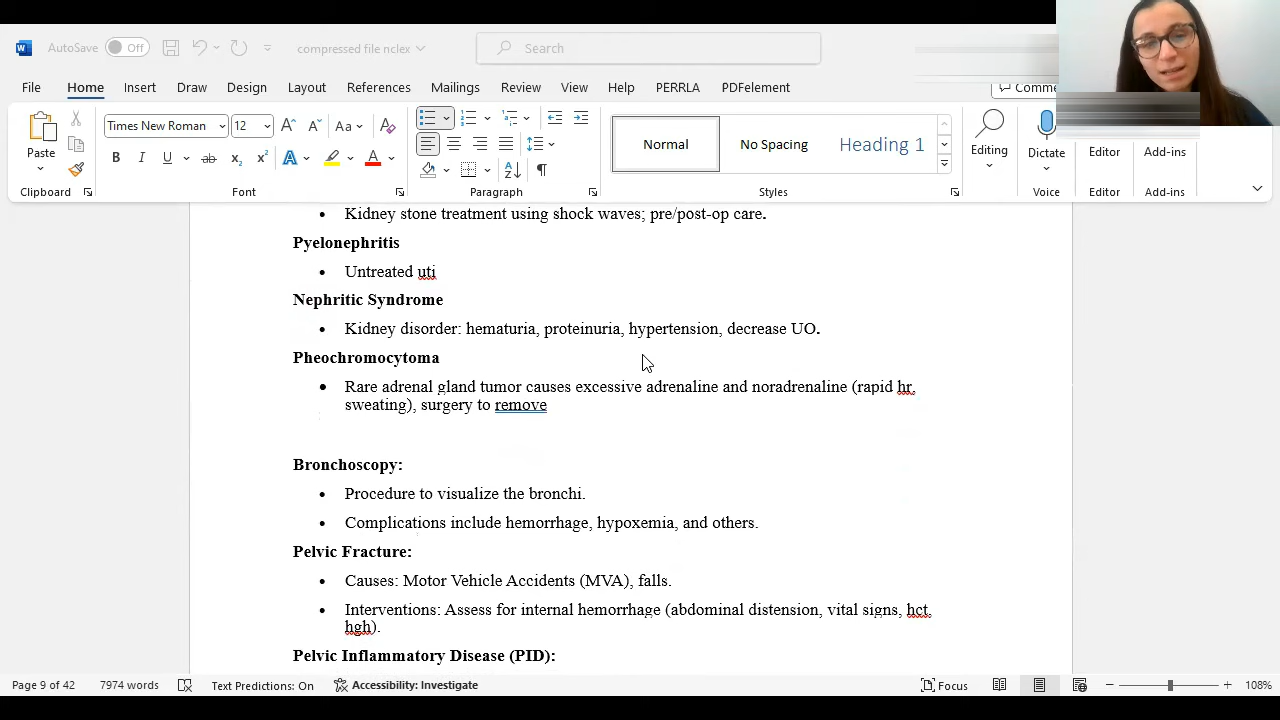 AutoSave Off compressed file nclex Search
File Home Insert Draw Design Layout References Mailings Review View Help PERRLA PDFelement
Times New Roman 12 Aa
Paste
B I U ab x2 x2 A A
Normal No Spacing Heading 1
Editing Dictate Editor Add-ins
Clipboard Font Paragraph Styles Voice Editor Add-ins
• Kidney stone treatment using shock waves; pre/post-op care.
Pyelonephritis
• Untreated uti
Nephritic Syndrome
• Kidney disorder: hematuria, proteinuria, hypertension, decrease UO.
Pheochromocytoma
• Rare adrenal gland tumor causes excessive adrenaline and noradrenaline (rapid hr,
sweating), surgery to remove
Bronchoscopy:
• Procedure to visualize the bronchi.
• Complications include hemorrhage, hypoxemia, and others.
Pelvic Fracture:
• Causes: Motor Vehicle Accidents (MVA), falls.
• Interventions: Assess for internal hemorrhage (abdominal distension, vital signs, hct,
hgh).
Pelvic Inflammatory Disease (PID):
Page 9 of 42 7974 words Text Predictions: On Accessibility: Investigate Focus 108%